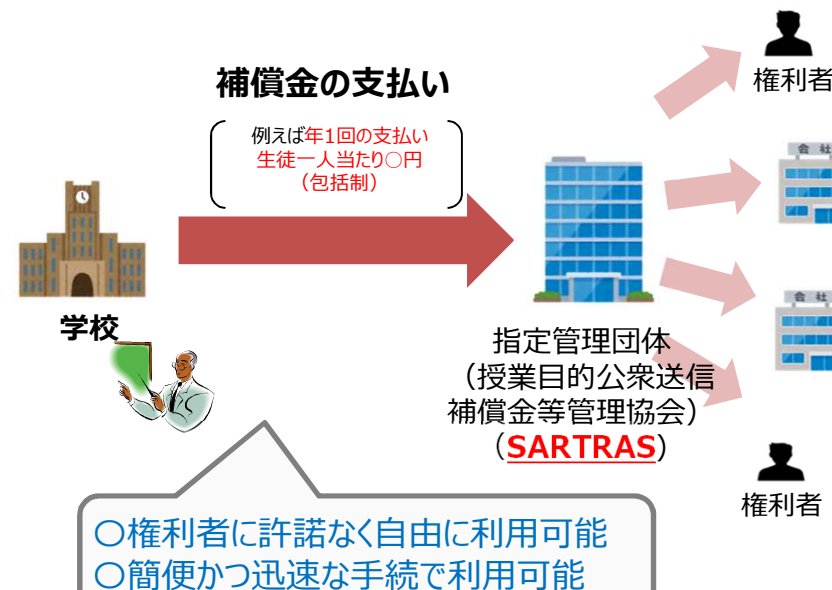 補償金の支払い
例えば年1回の支払い
生徒一人当たり○円
（包括制）
学校
指定管理団体
（授業目的公衆送信
補償金等管理協会）
（SARTRAS）
権利者
会 社
会 社
権利者
○権利者に許諾なく自由に利用可能
○簡便かつ迅速な手続で利用可能